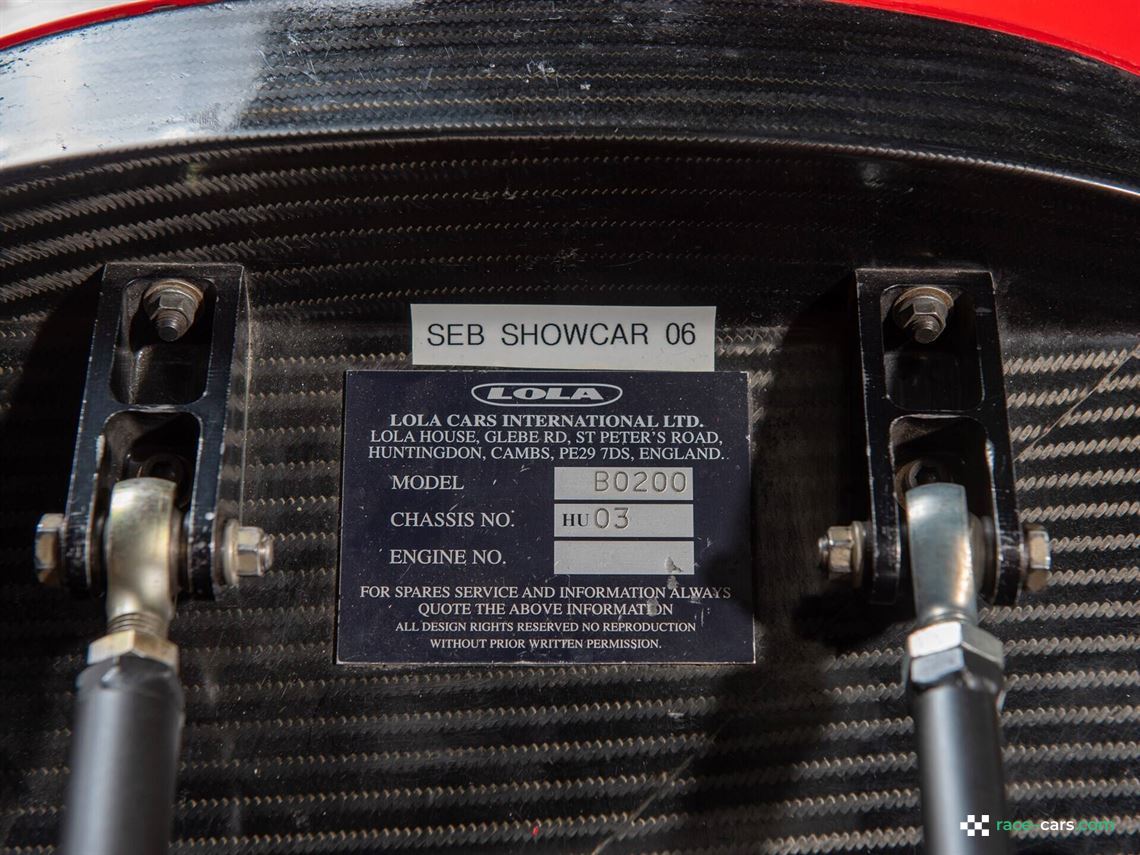 SEB SHOWCAR 06
LOLA
LOLA CARS INTERNATIONAL LTD.
LOLA HOUSE, GLEBE RD, ST PETER'S ROAD,
HUNTINGDON, CAMBS, PE29 7DS, ENGLAND.
MODEL B0200
CHASSIS NO. HU 03
ENGINE NO.
FOR SPARES SERVICE AND INFORMATION ALWAYS
QUOTE THE ABOVE INFORMATION
ALL DESIGN RIGHTS RESERVED NO REPRODUCTION
WITHOUT PRIOR WRITTEN PERMISSION.
race-cars.com